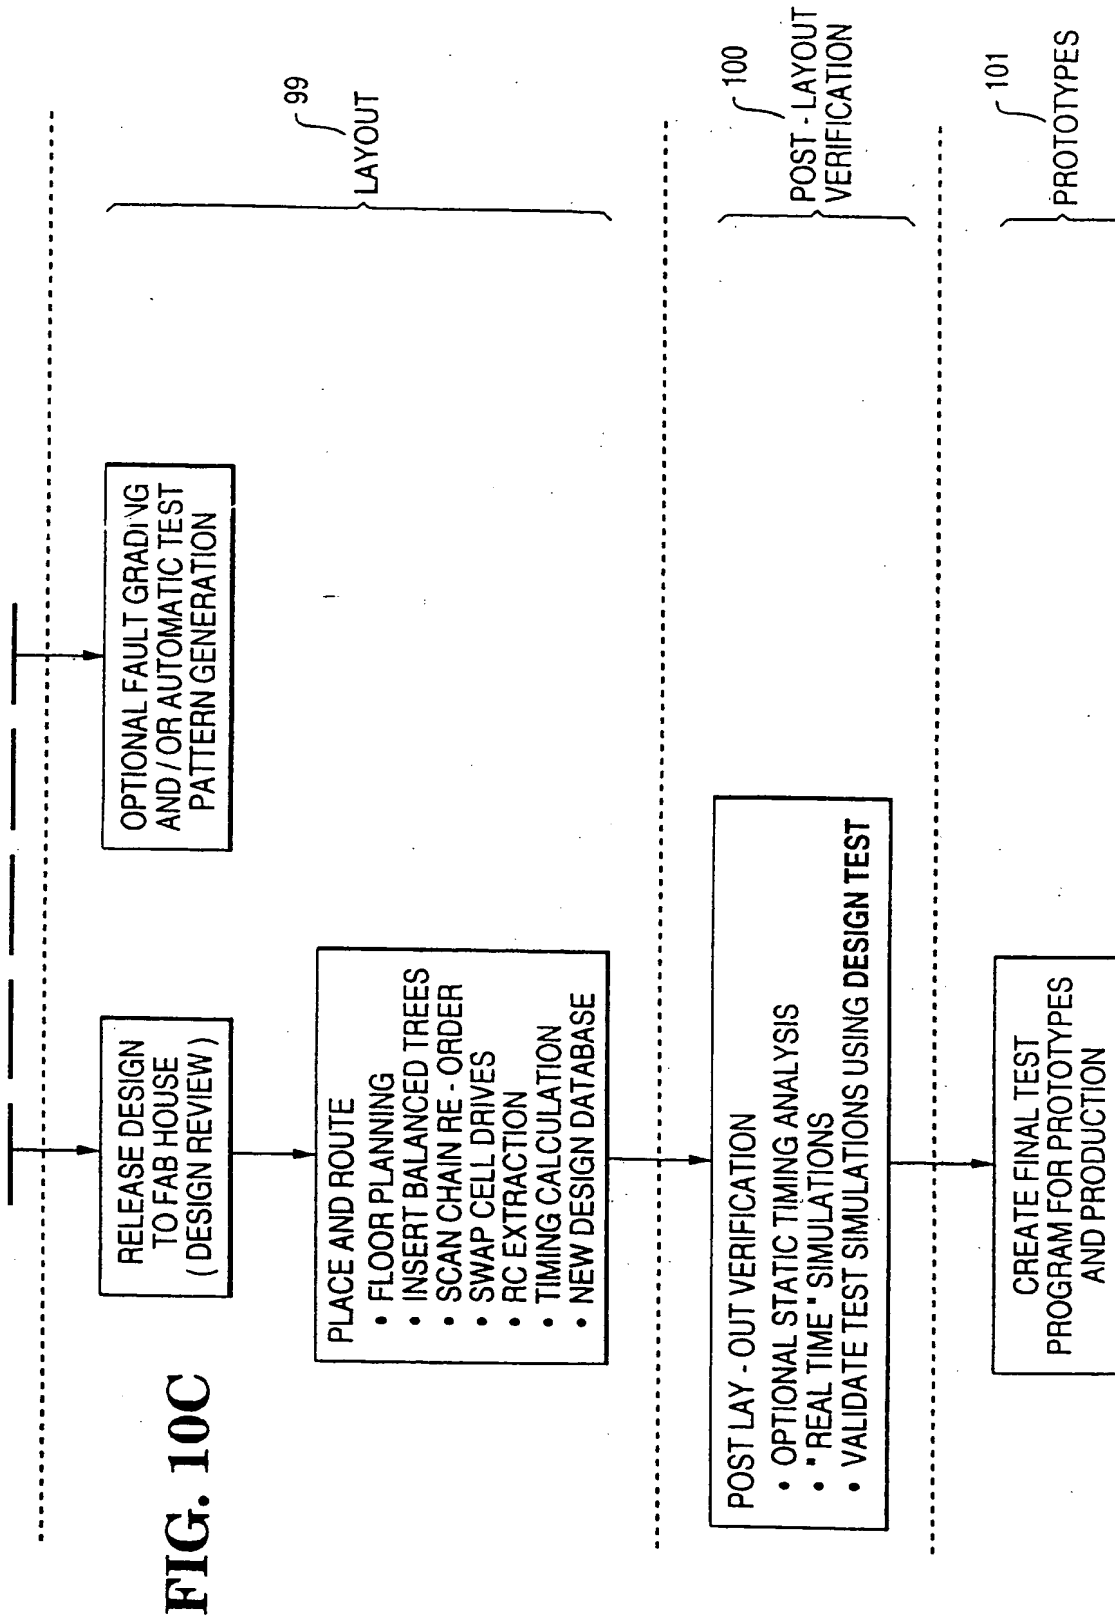 FIG. 10C
RELEASE DESIGN
TO FAB HOUSE
( DESIGN REVIEW )
OPTIONAL FAULT GRADING
AND / OR AUTOMATIC TEST
PATTERN GENERATION
99
LAYOUT
PLACE AND ROUTE
• FLOOR PLANNING
INSERT BALANCED TREES
• SCAN CHAIN RE - ORDER
• SWAP CELL DRIVES
• RC EXTRACTION
• TIMING CALCULATION
• NEW DESIGN DATABASE
100
POST - LAYOUT
VERIFICATION
POST LAY - OUT VERIFICATION
• OPTIONAL STATIC TIMING ANALYSIS
• "REAL TIME "SIMULATIONS
• VALIDATE TEST SIMULATIONS USING DESIGN TEST
101
PROTOTYPES
CREATE FINAL TEST
PROGRAM FOR PROTOTYPES
AND PRODUCTION